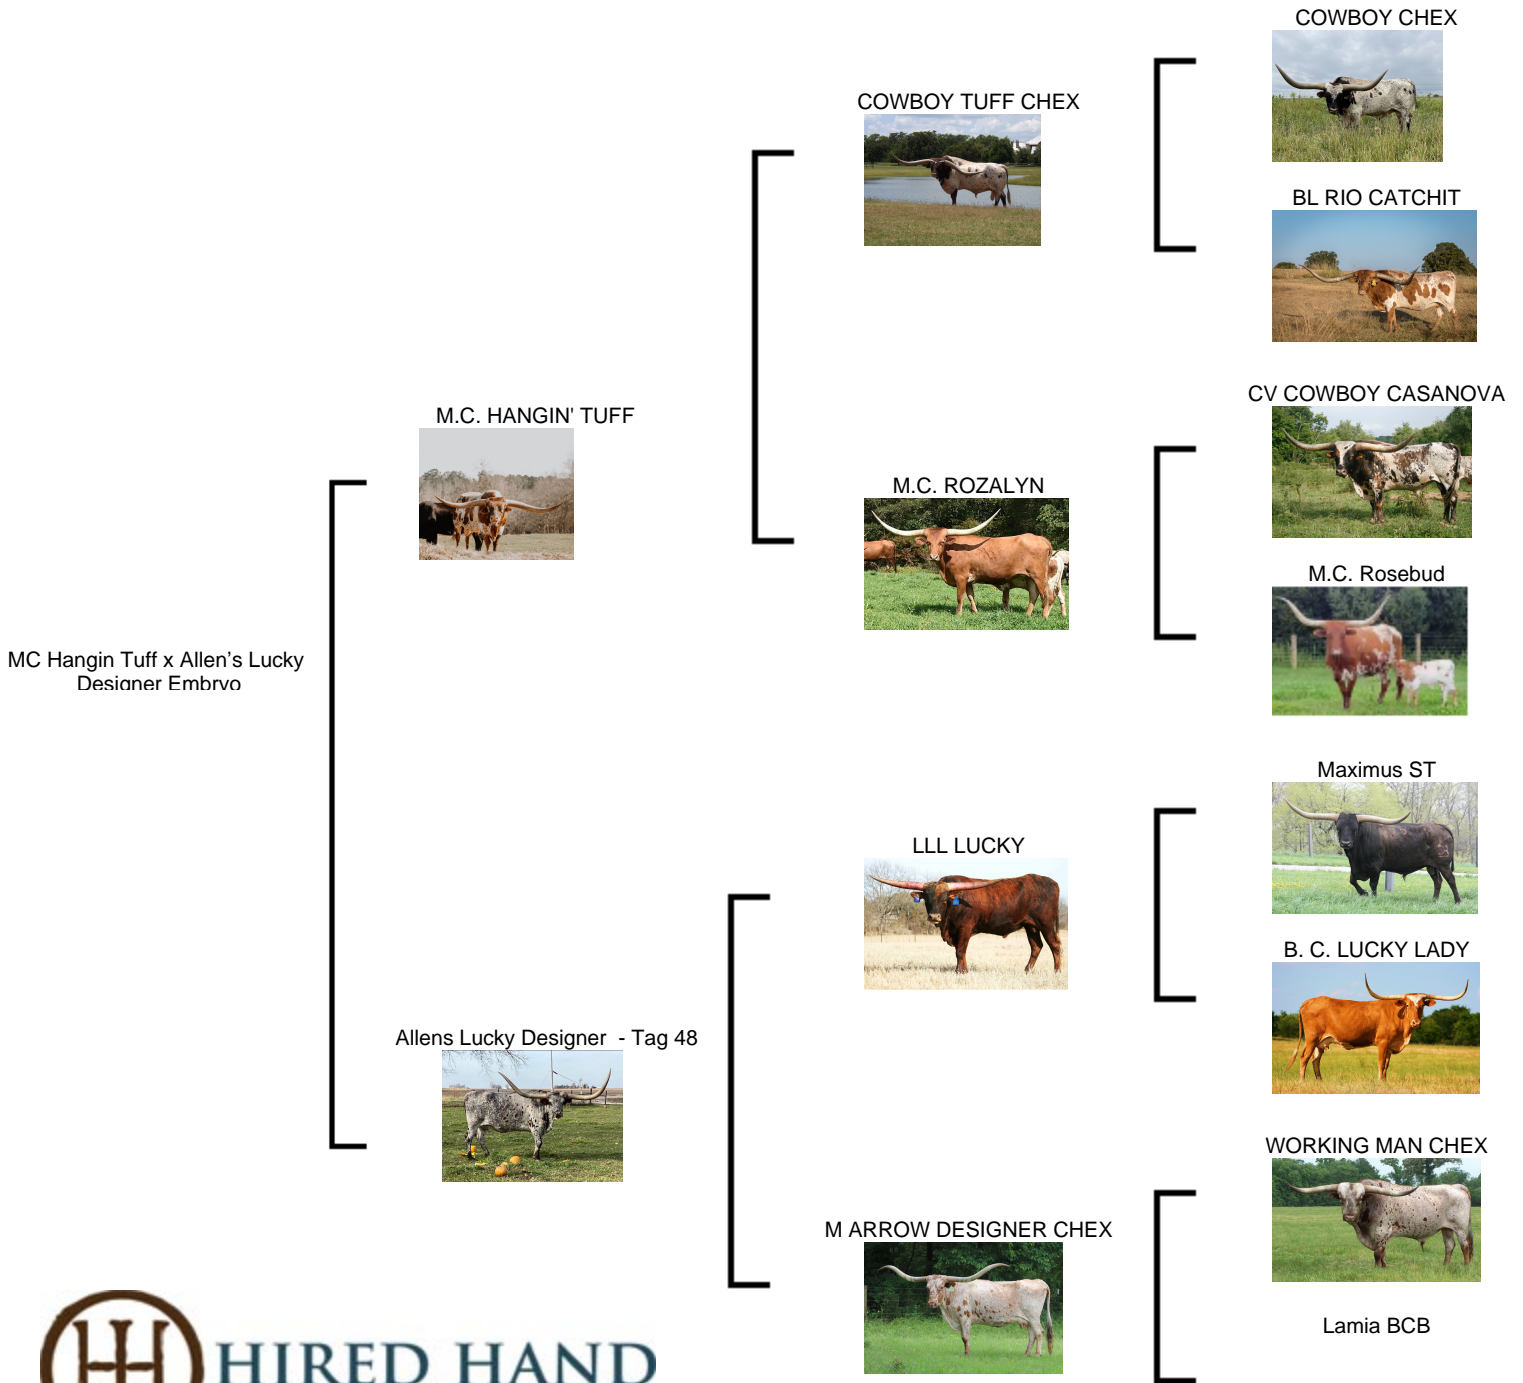 COWBOY CHEX
COWBOY TUFF CHEX
BL RIO CATCHIT
M.C. HANGIN' TUFF
CV COWBOY CASANOVA
M.C. ROZALYN
M.C. Rosebud
MC Hangin Tuff x Allen's Lucky
Designer Embryo
Maximus ST
LLL LUCKY
B. C. LUCKY LADY
Allens Lucky Designer - Tag 48
WORKING MAN CHEX
M ARROW DESIGNER CHEX
Lamia BCB
HIRED HAND